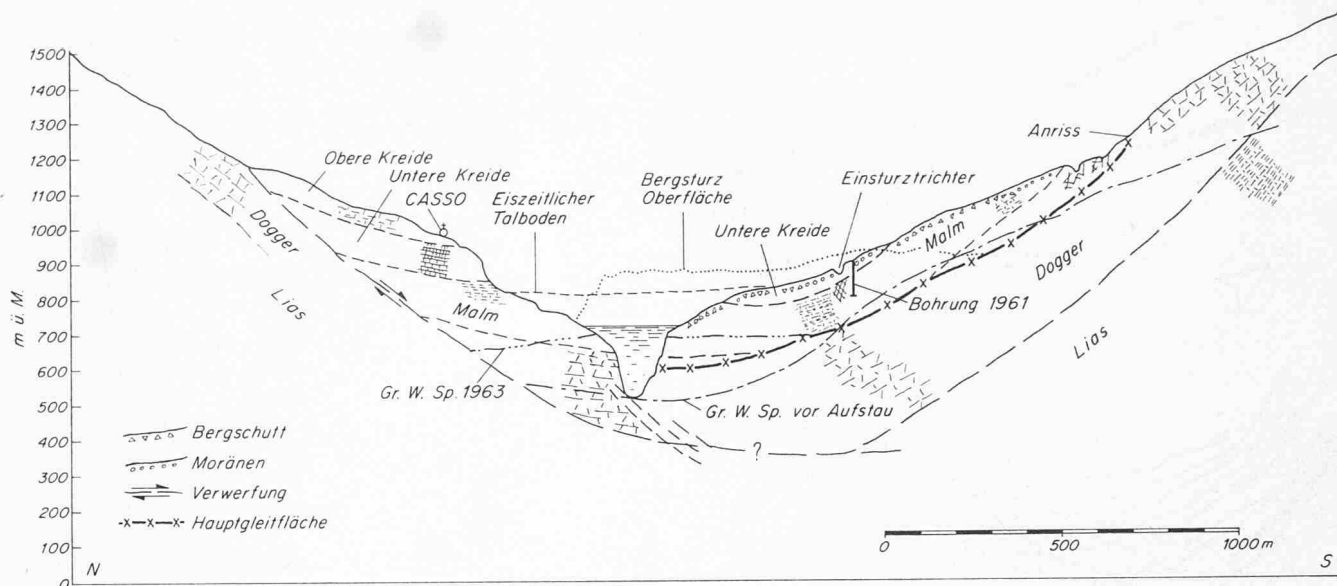 1500
1400
1300
1200
1100
1000
900
800
700
600
500
400
300
200
100
0
m ü. M
N
Obere Kreide
Untere Kreide
CASSO
Eiszeitlicher
Talboden
Bergsturz
Oberfläche
Untere Kreide
Einsturztrichter
Anriss
Dogger
Lias
Malm
Malm
Dogger
Lias
Bohrung 1961
Gr. W. Sp. 1963
Gr. W. Sp. vor Aufstau
?
Bergschutt
Moränen
Verwerfung
Hauptgleitfläche
0
500
1000 m
S